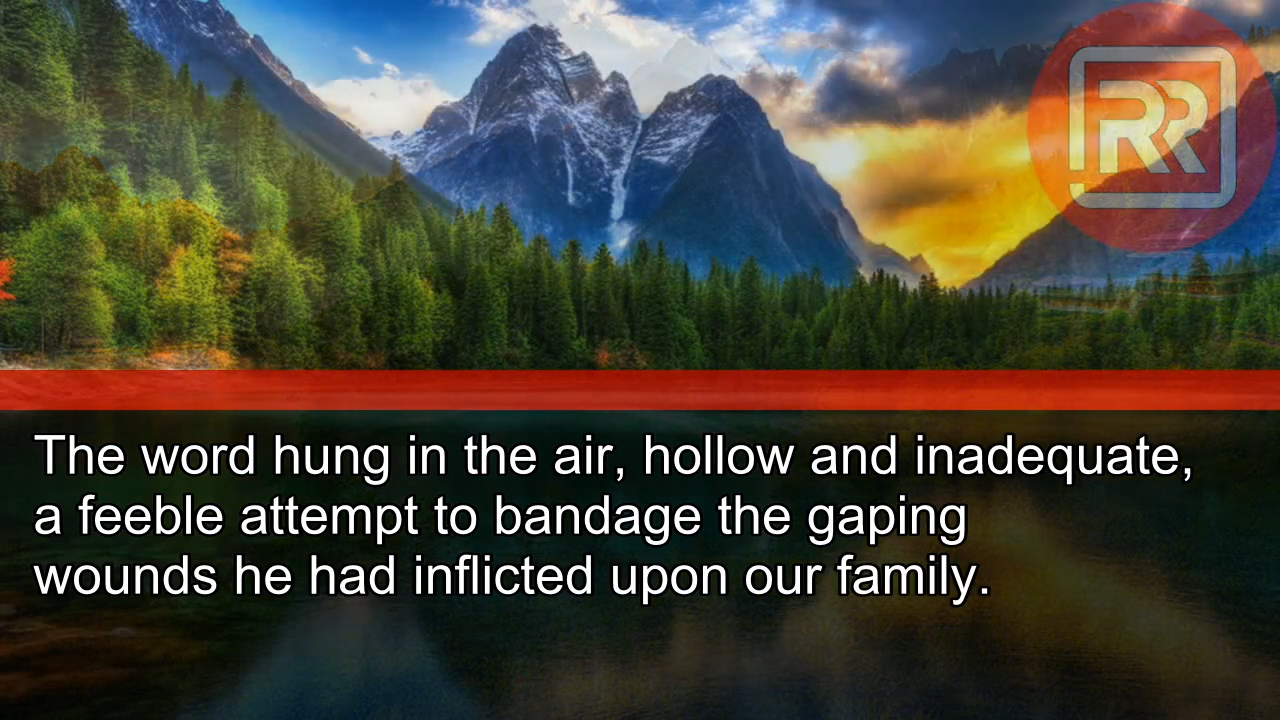 RR
The word hung in the air, hollow and inadequate,
a feeble attempt to bandage the gaping
wounds he had inflicted upon our family.